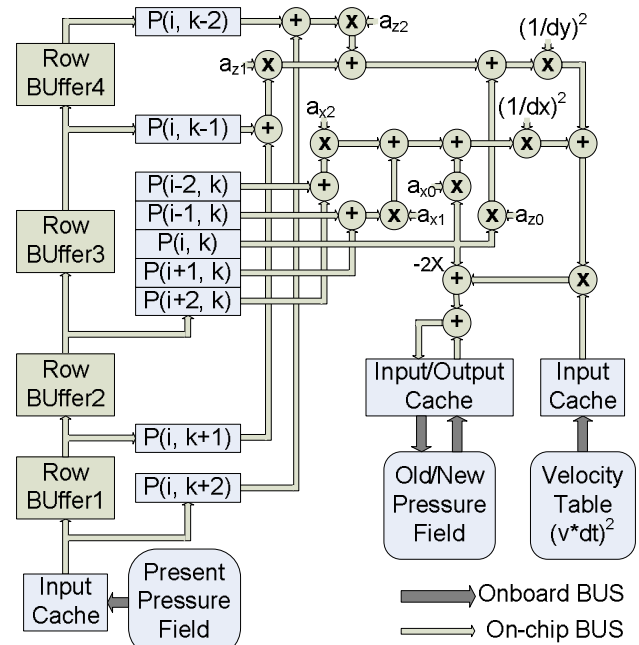 Row
BUffer4
P(i, k-2)
+
x
a_z2
(1/dy)²
a_z1
x
+
+
x
P(i, k-1)
+
a_x2
(1/dx)²
x
+
+
x
+
P(i-2, k)
+
a_x0
x
P(i-1, k)
+
x
a_x1
x
a_z0
P(i, k)
Row
BUffer3
P(i+1, k)
-2X
+
x
P(i+2, k)
+
Row
BUffer2
Input/Output
Cache
Input
Cache
P(i, k+1)
Row
BUffer1
P(i, k+2)
Old/New
Pressure
Field
Velocity
Table
(v*dt)²
Input
Cache
Present
Pressure
Field
Onboard BUS
On-chip BUS